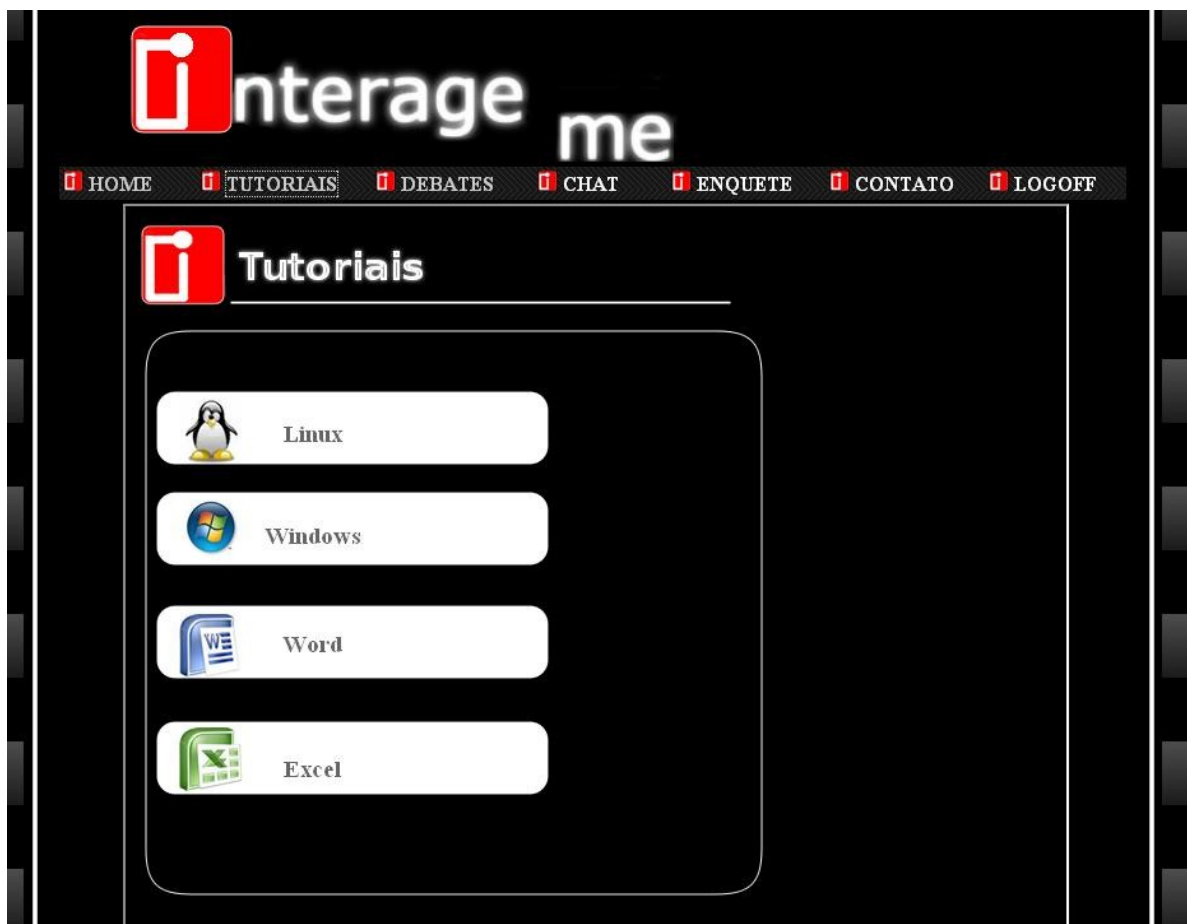 interage me
HOME TUTORIAIS DEBATES CHAT ENQUETE CONTATO LOGOFF
Tutoriais
Linux
Windows
Word
Excel